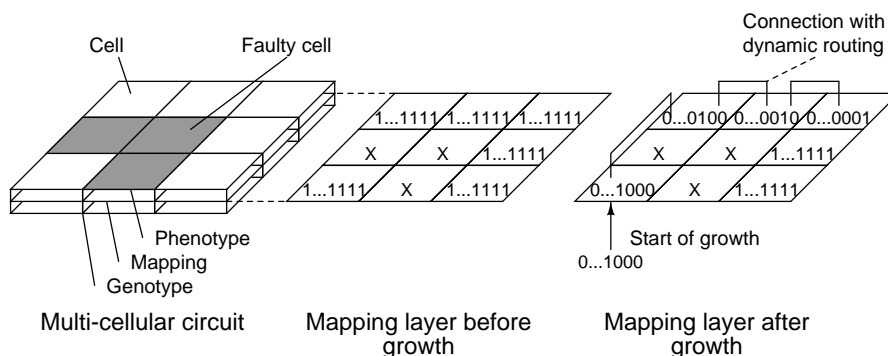 Connection with
dynamic routing
Cell
Faulty cell
1...1111 1...1111 1...1111
0...0100 0...0010 0...0001
X X 1...1111
X X 1...1111
1...1111 X 1...1111
0...1000 X 1...1111
Phenotype
Mapping
Genotype
Start of growth
0...1000
Multi-cellular circuit
Mapping layer before
growth
Mapping layer after
growth